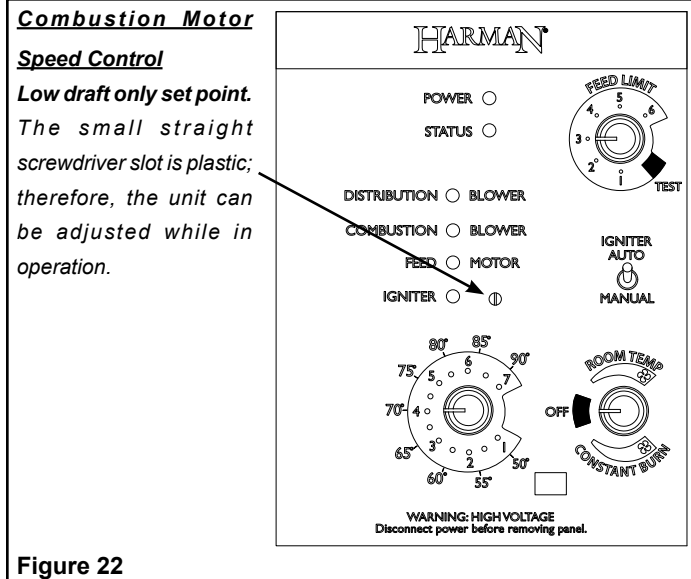 Combustion Motor
Speed Control
Low draft only set point.
The small straight
screwdriver slot is plastic;
therefore, the unit can
be adjusted while in
operation.
HARMAN®
POWER
STATUS
FEED LIMIT
1 2 3 4 5 6
TEST
DISTRIBUTION BLOWER
COMBUSTION BLOWER
FEED MOTOR
IGNITER
IGNITER
AUTO
MANUAL
50° 55° 60° 65° 70° 75° 80° 85° 90°
1 2 3 4 5 6 7
ROOM TEMP
OFF
CONSTANT BURN
WARNING: HIGH VOLTAGE
Disconnect power before removing panel.
Figure 22